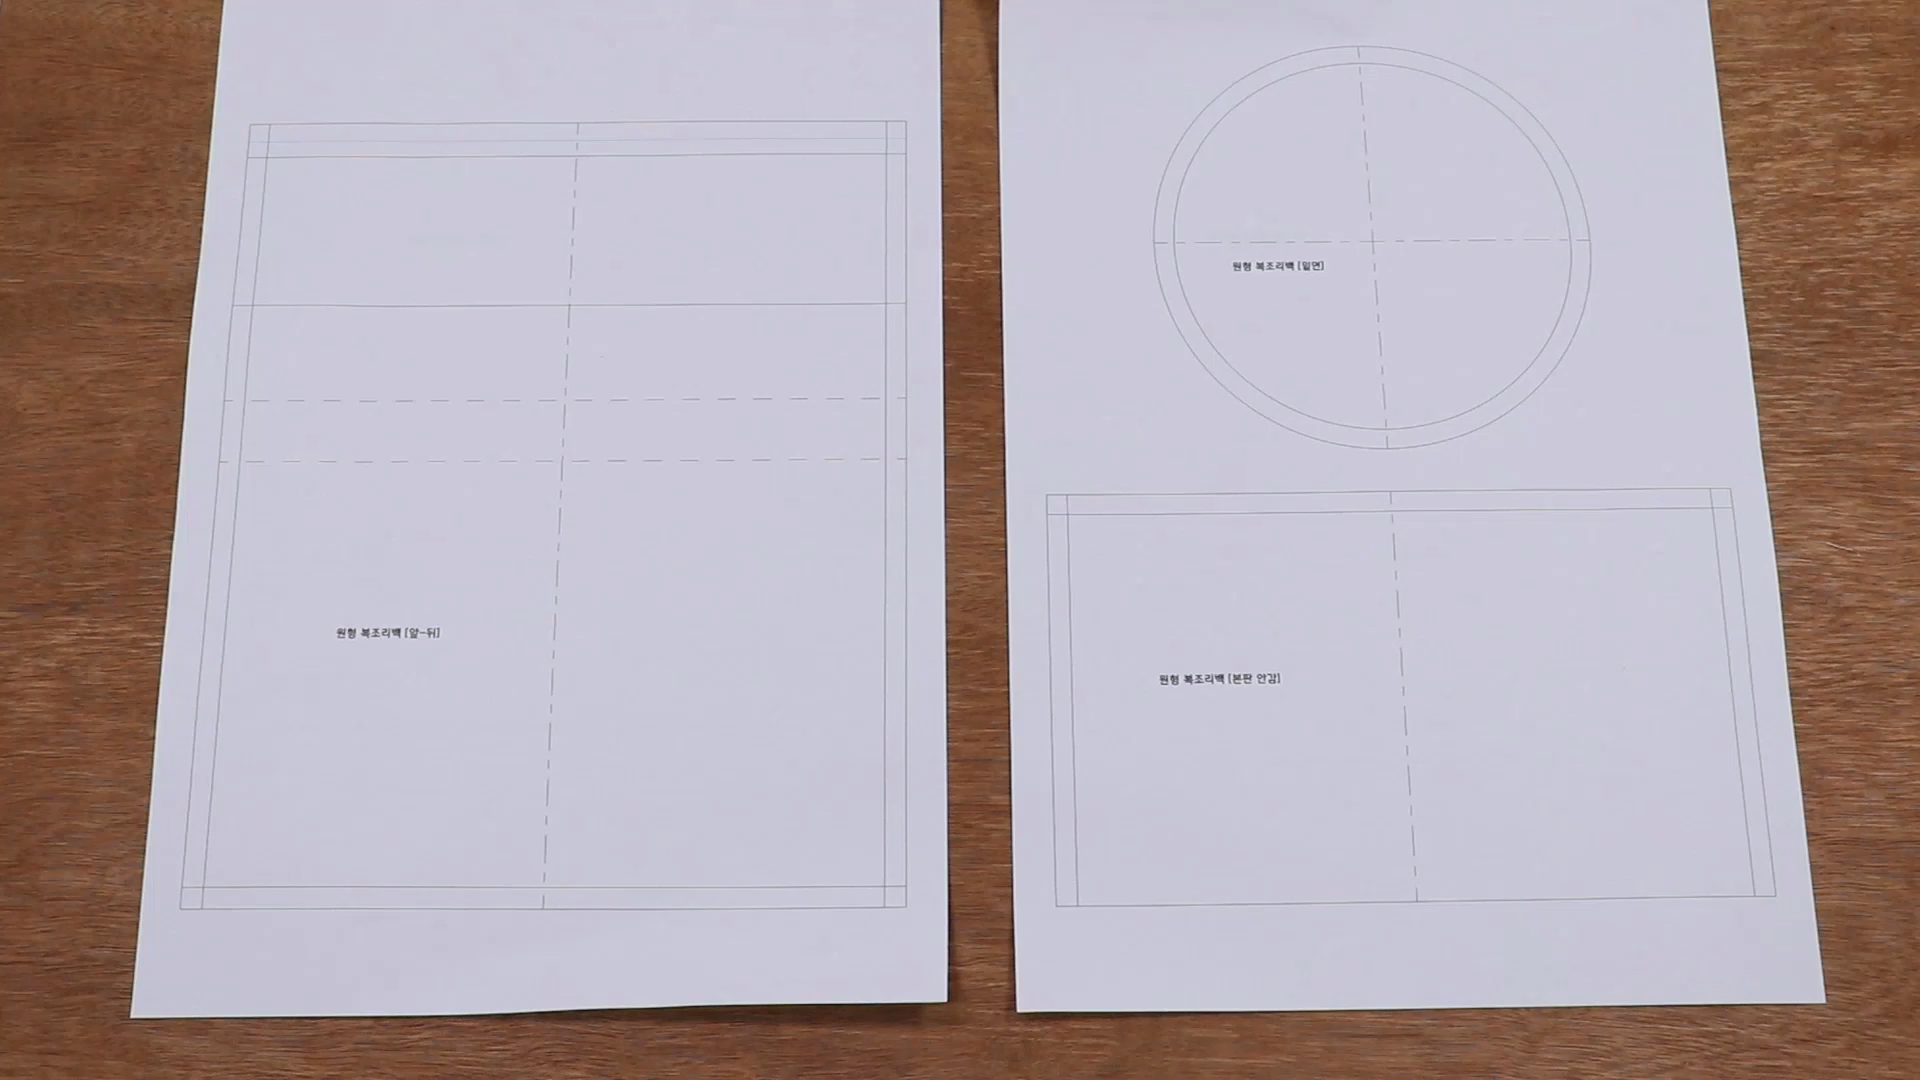 원형 복조리백 [앞-뒤]
원형 복조리백 [밑면]
원형 복조리백 [본판 안감]